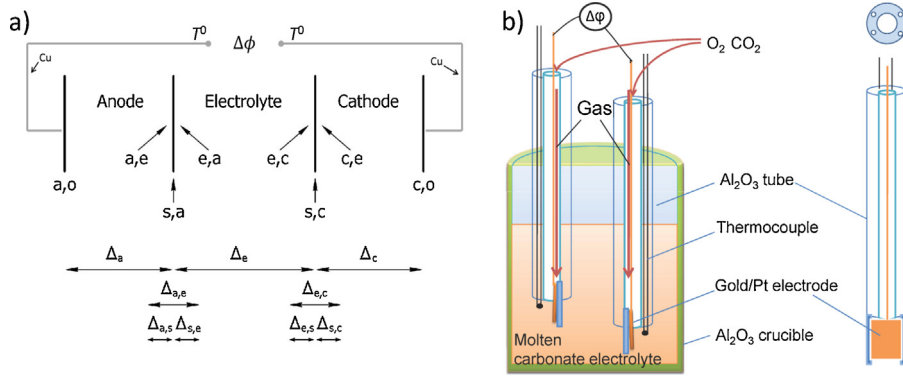 a)
T⁰ Δϕ T⁰
Cu Cu
Anode Electrolyte Cathode
a,e e,a e,c c,e
a,o s,a s,c c,o
Δa Δe Δc
Δa,e Δe,c
Δa,s Δs,e Δe,s Δs,c
b)
Δφ
O₂ CO₂
Gas
Al₂O₃ tube
Thermocouple
Gold/Pt electrode
Al₂O₃ crucible
Molten
carbonate electrolyte